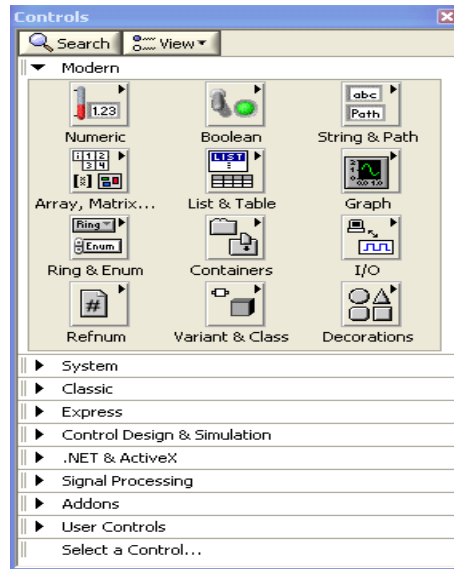 Controls
Search View
Modern
1.23 abc
Path
Numeric Boolean String & Path
1 2
3 4 LIST
Array, Matrix... List & Table Graph
Ring
Enum
Ring & Enum Containers I/O
#
Refnum Variant & Class Decorations
System
Classic
Express
Control Design & Simulation
.NET & ActiveX
Signal Processing
Addons
User Controls
Select a Control...